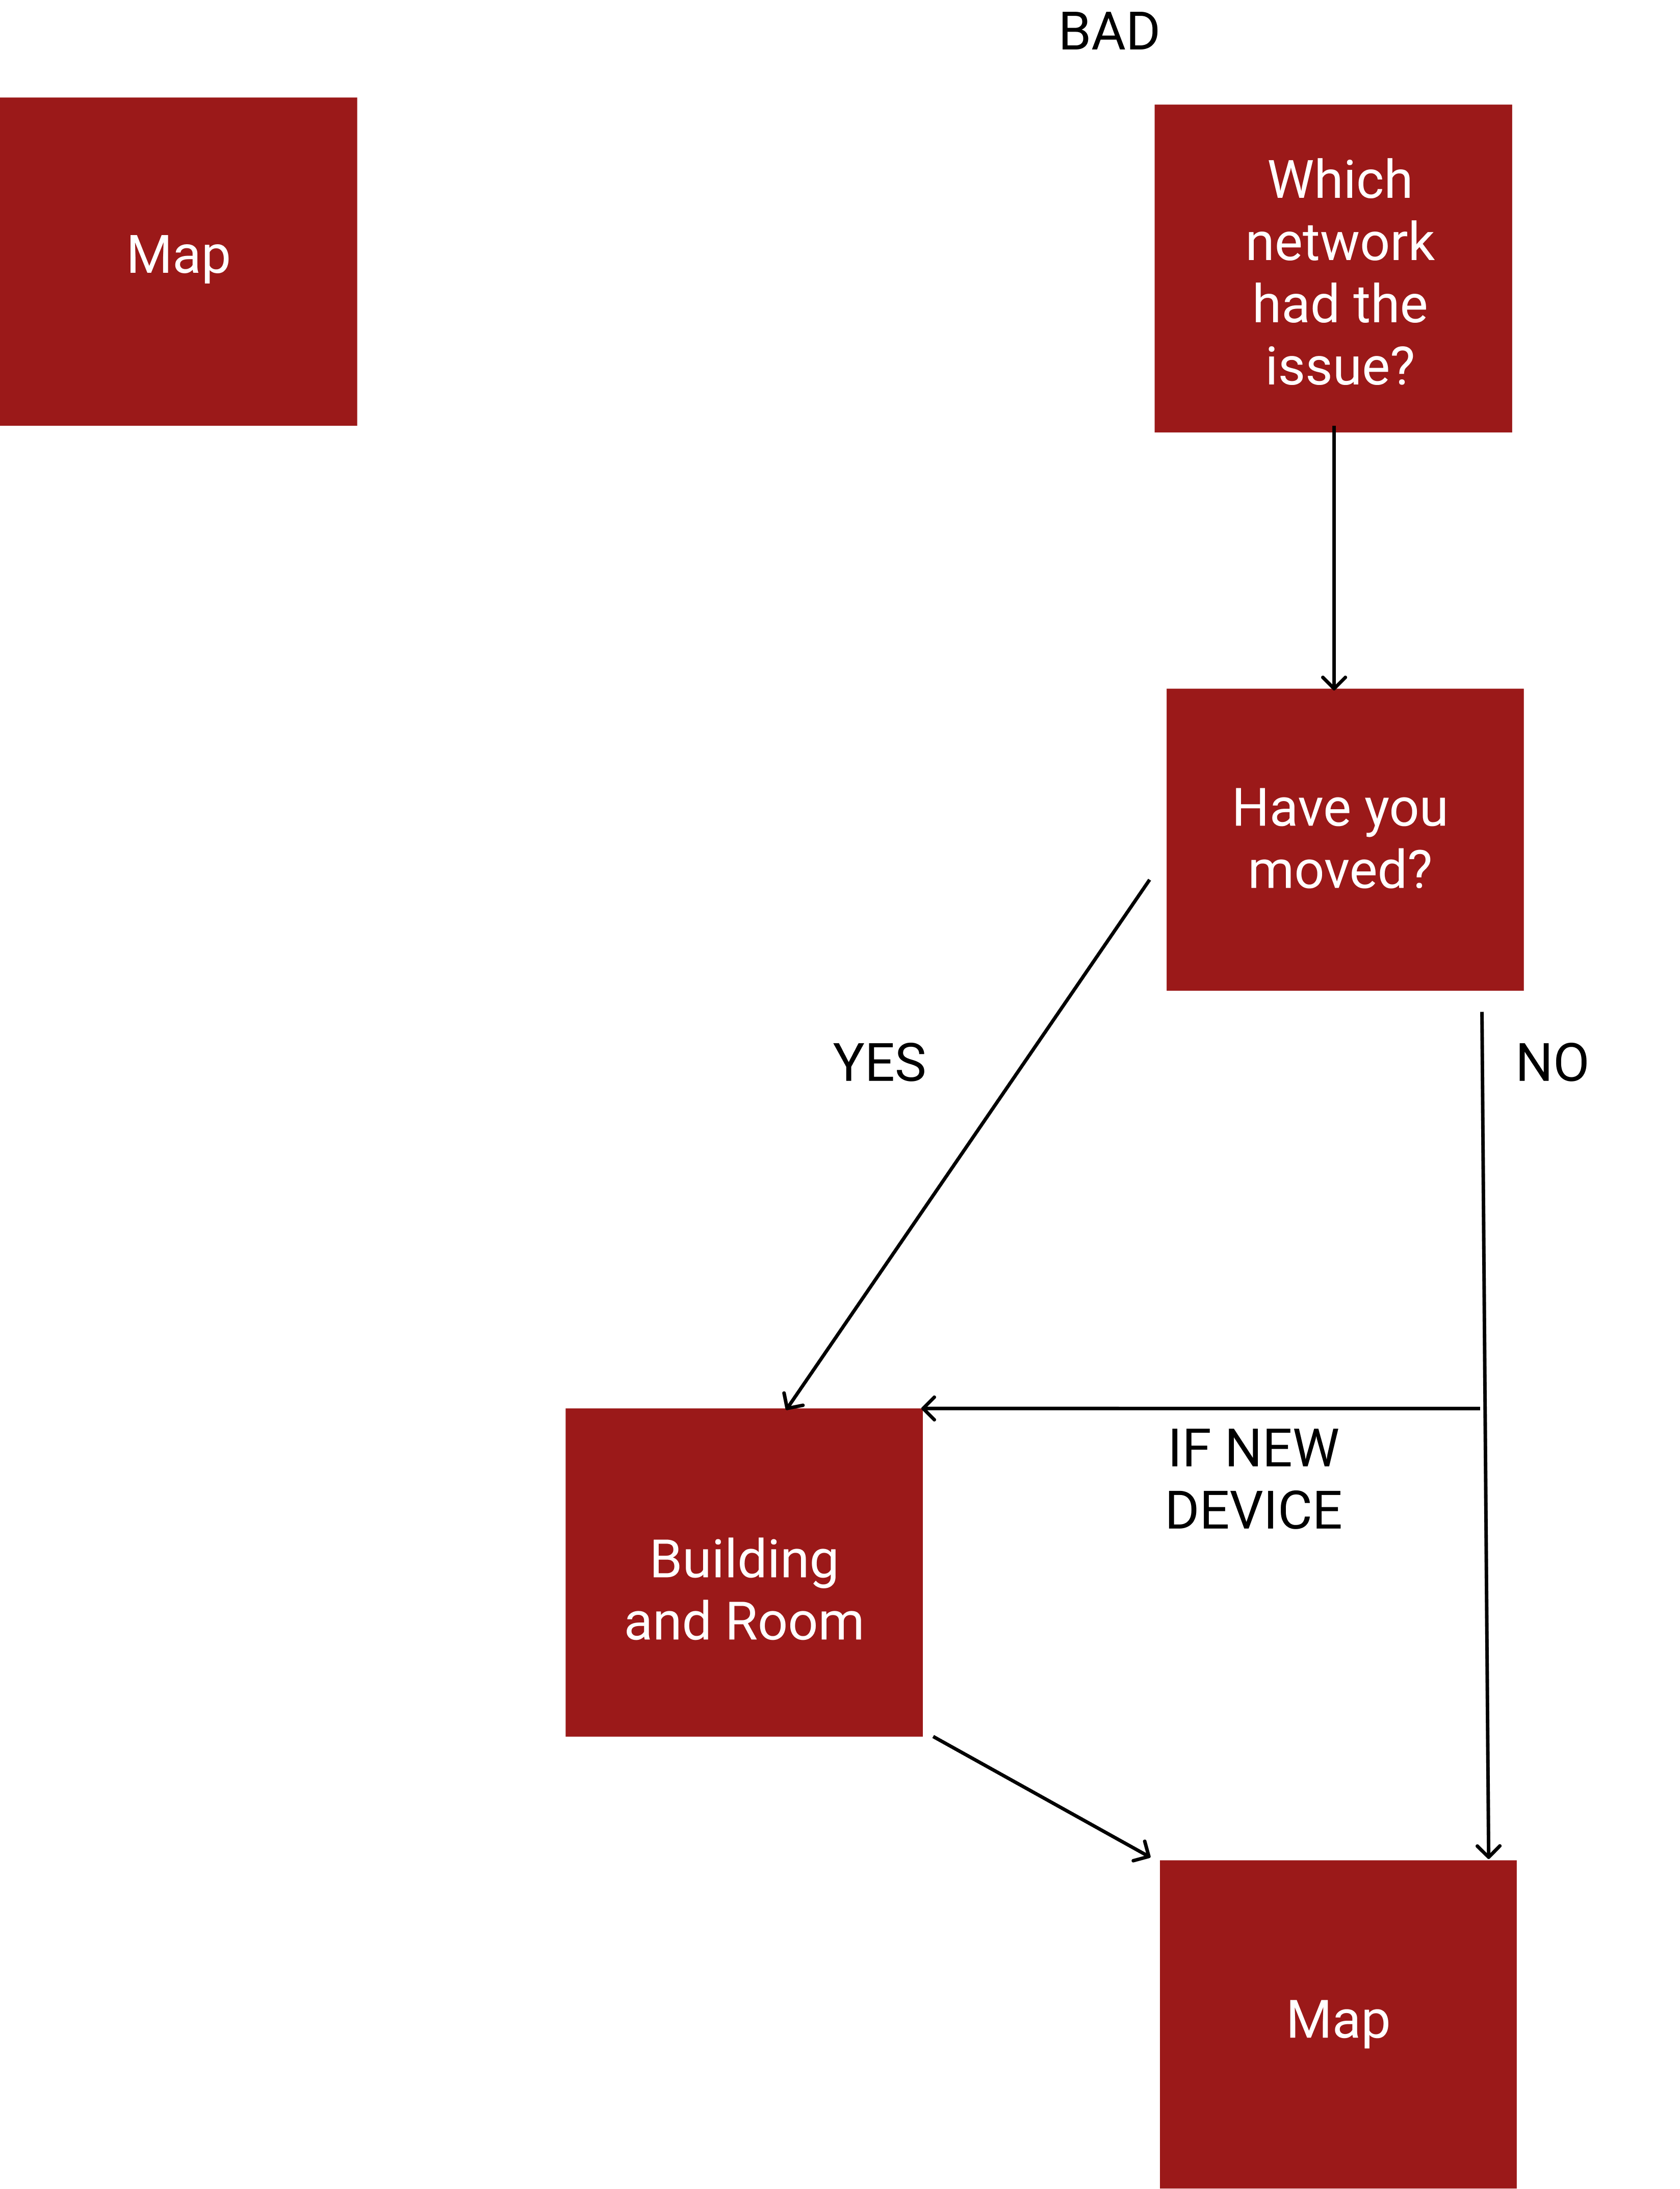 BAD
Map
Which
network
had the
issue?
Have you
moved?
YES
NO
IF NEW
DEVICE
Building
and Room
Map